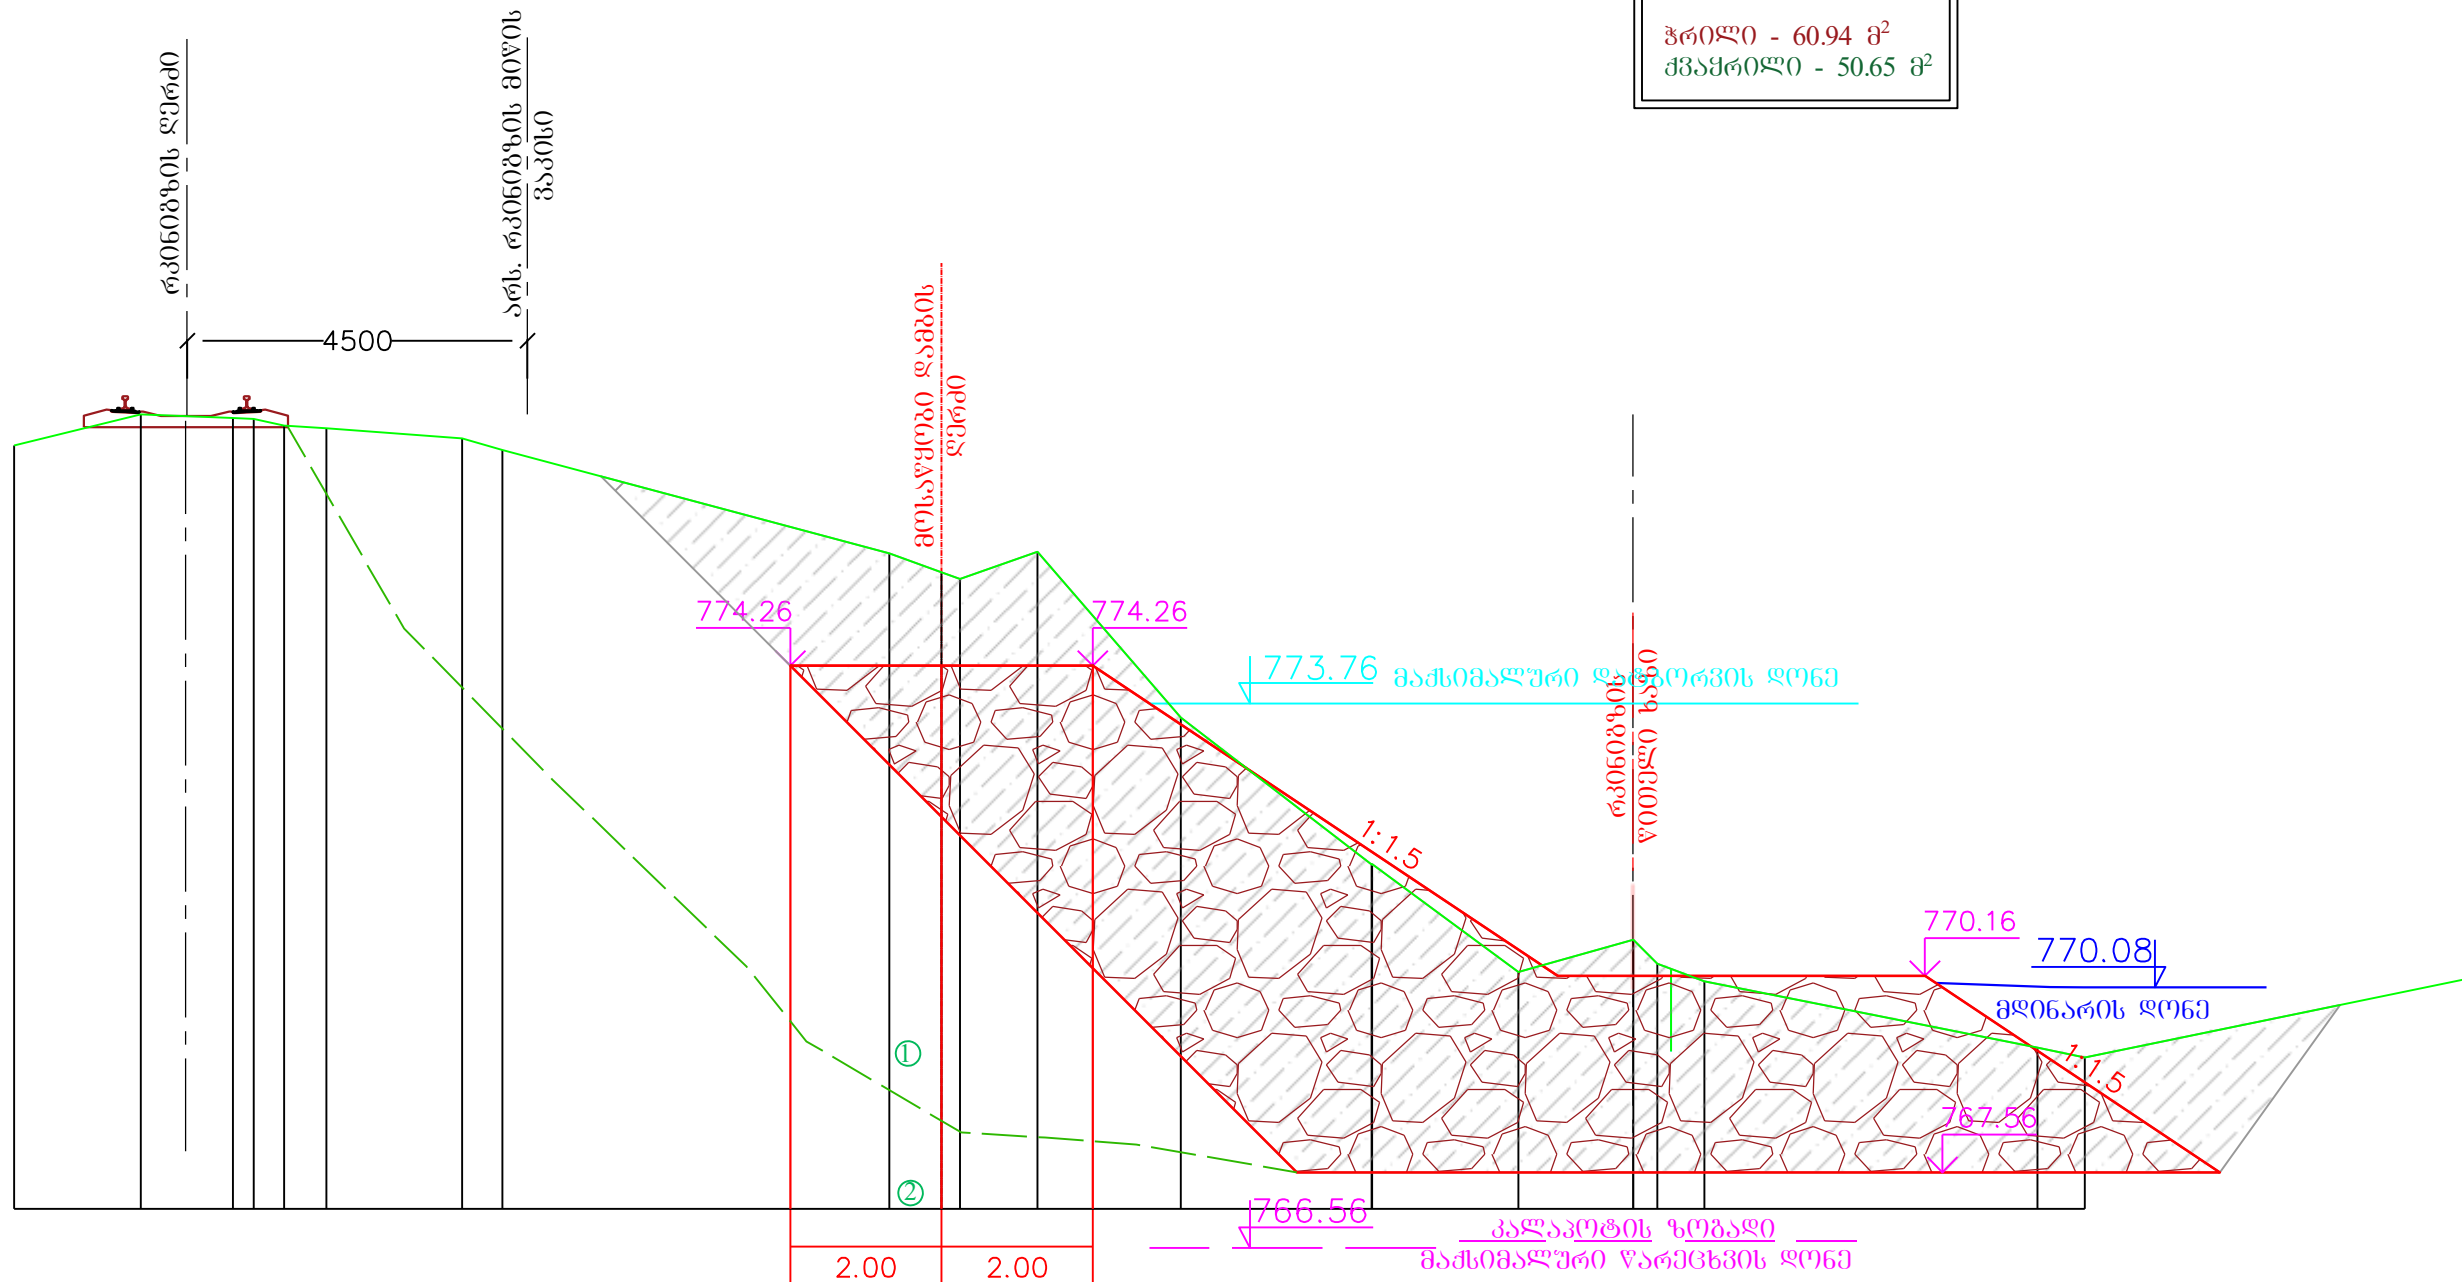 ჭრილი - 60.94 მ²
ქვაყრილი - 50.65 მ²
რკინიგზის ღერძი
არს. რკინიგზის მიწის
ვაკისი
4500
მოსაწყობი დამბის
ღერძი
774.26
774.26
773.76 მაქსიმალური დატბორვის დონე
რკინიგზის
წითელი ხაზი
1:1.5
770.16
770.08
მდინარის დონე
1:1.5
767.56
1
2
766.56
კალაპოტის ზოგადი
მაქსიმალური წარეცხვის დონე
2.00
2.00